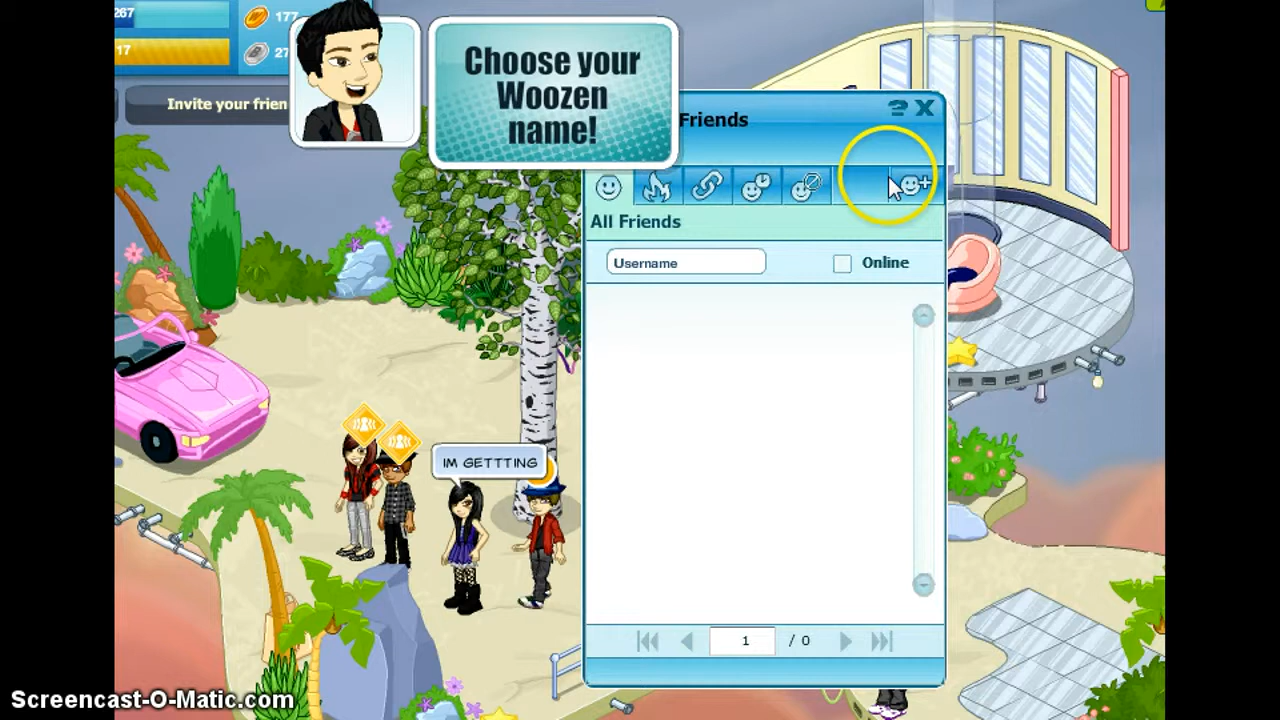 267
177
17
27
Invite your frien
Choose your
Woozen
name!
Friends
All Friends
Username
Online
IM GETTTING
1 / 0
Screencast-O-Matic.com